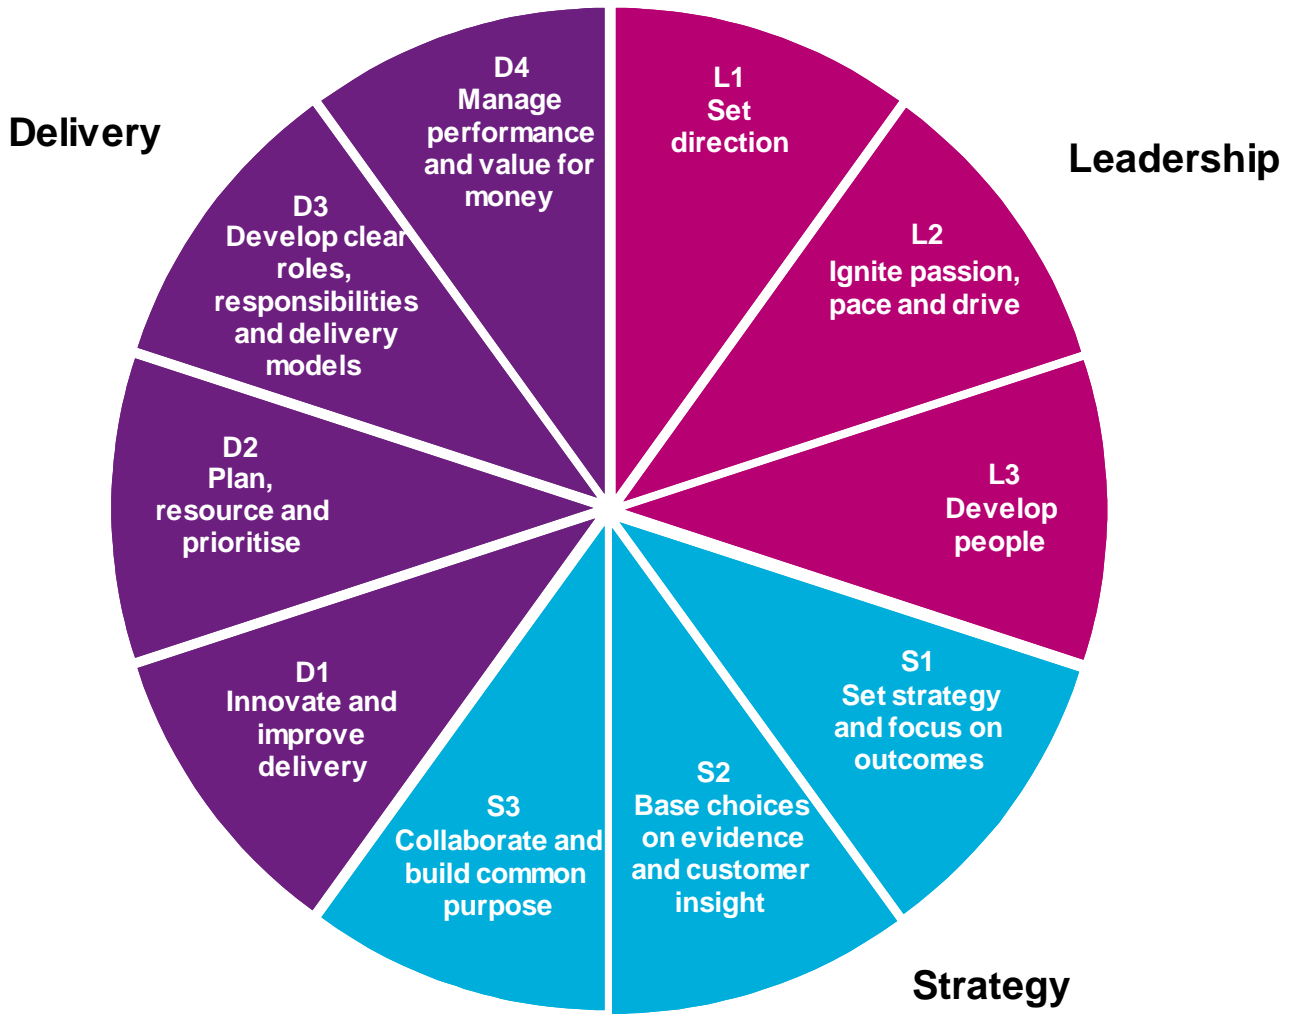 Delivery
Leadership
Strategy
L1
Set
direction
L2
Ignite passion,
pace and drive
L3
Develop
people
S1
Set strategy
and focus on
outcomes
S2
Base choices
on evidence
and customer
insight
S3
Collaborate and
build common
purpose
D1
Innovate and
improve
delivery
D2
Plan,
resource and
prioritise
D3
Develop clear
roles,
responsibilities
and delivery
models
D4
Manage
performance
and value for
money